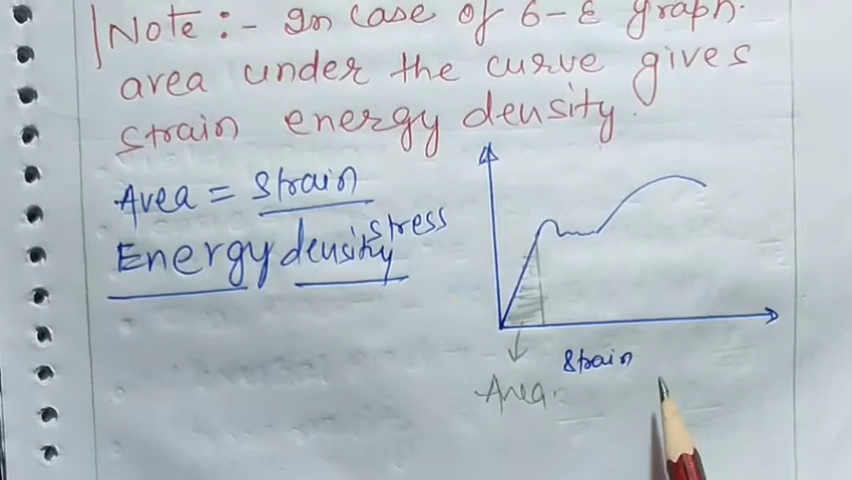 Note :- In case of σ-ε graph.
area under the curve gives
strain energy density.
Area = Strain
Energy density
stress
Strain
Area.